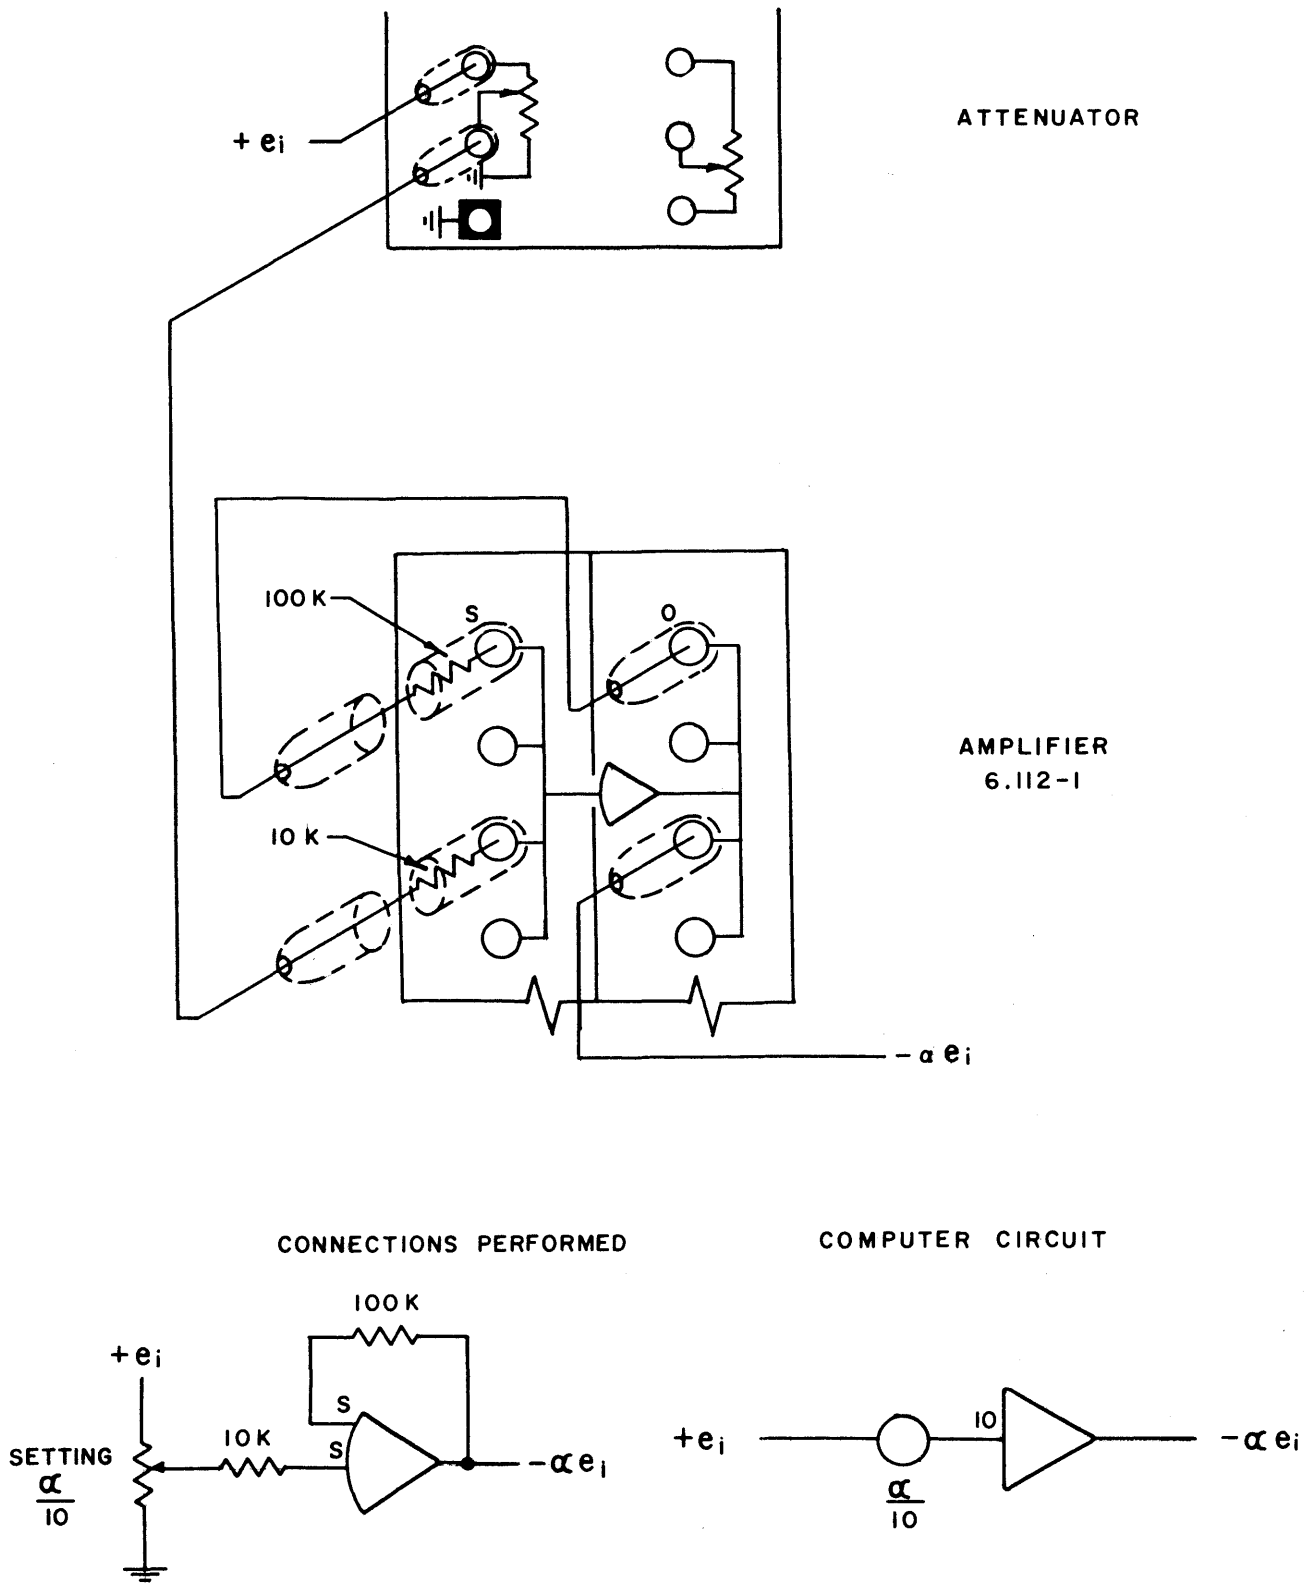 ATTENUATOR
+ ei
100 K
S
O
AMPLIFIER
6.112-1
10 K
- α ei
CONNECTIONS PERFORMED
COMPUTER CIRCUIT
100 K
+ ei
S
10 K
S
SETTING
α
10
- α ei
+ ei
10
- α ei
α
10